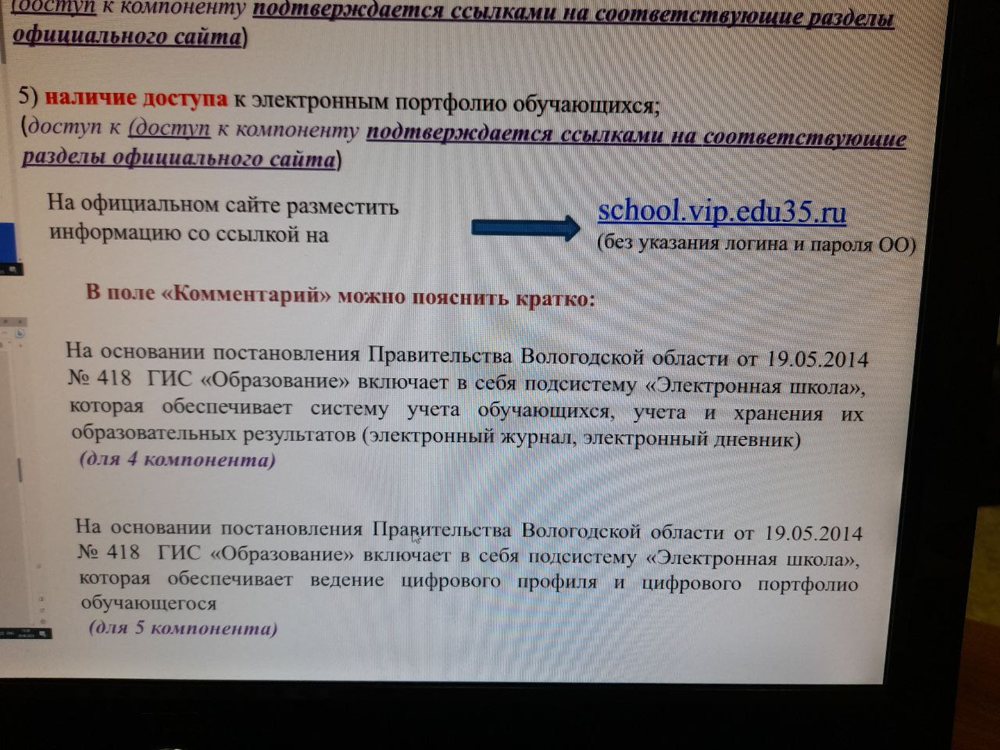 (доступ к компоненту подтверждается ссылками на соответствующие разделы
официального сайта)
5) наличие доступа к электронным портфолио обучающихся;
(доступ к (доступ к компоненту подтверждается ссылками на соответствующие
разделы официального сайта)
На официальном сайте разместить
информацию со ссылкой на
school.vip.edu35.ru
(без указания логина и пароля ОО)
В поле «Комментарий» можно пояснить кратко:
На основании постановления Правительства Вологодской области от 19.05.2014
№ 418 ГИС «Образование» включает в себя подсистему «Электронная школа»,
которая обеспечивает систему учета обучающихся, учета и хранения их
образовательных результатов (электронный журнал, электронный дневник)
(для 4 компонента)
На основании постановления Правительства Вологодской области от 19.05.2014
№ 418 ГИС «Образование» включает в себя подсистему «Электронная школа»,
которая обеспечивает ведение цифрового профиля и цифрового портфолио
обучающегося
(для 5 компонента)